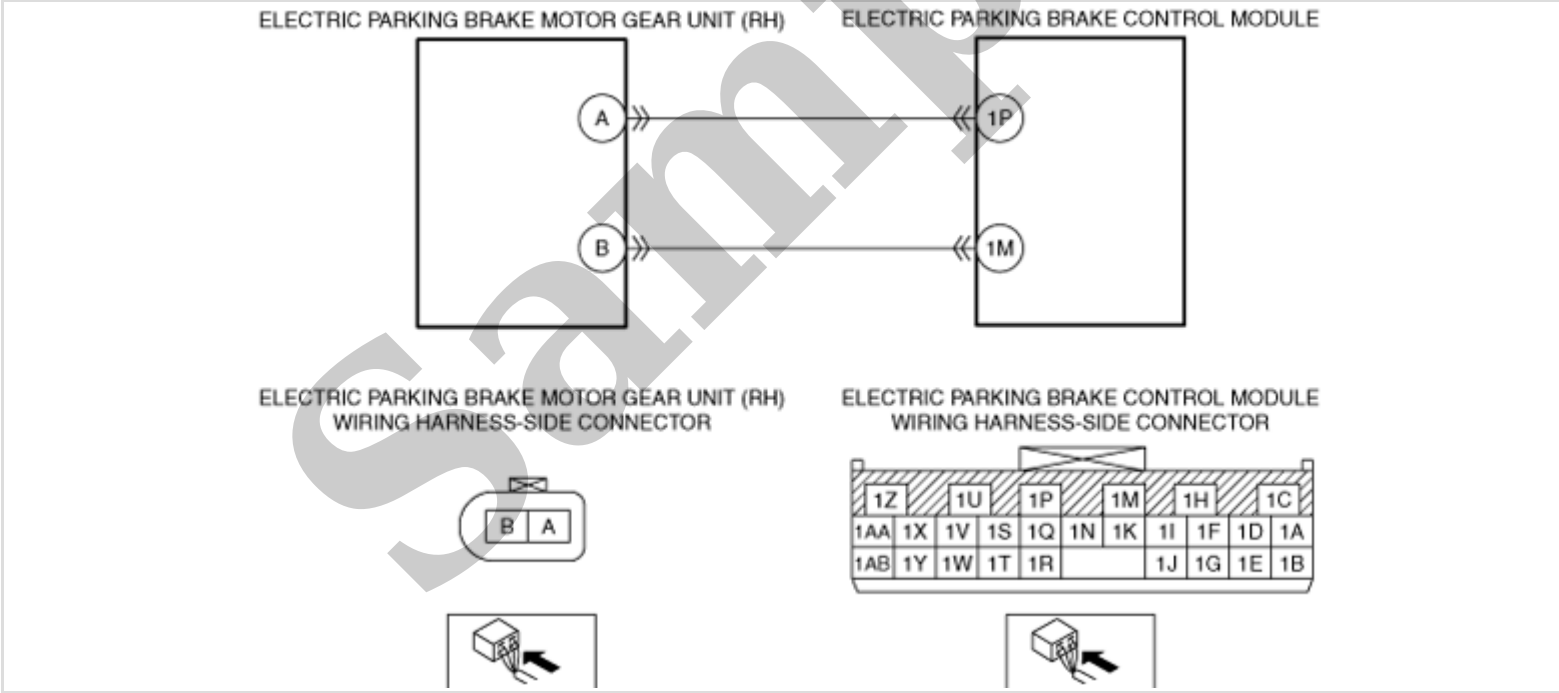 ELECTRIC PARKING BRAKE MOTOR GEAR UNIT (RH)
ELECTRIC PARKING BRAKE CONTROL MODULE
A
1P
B
1M
ELECTRIC PARKING BRAKE MOTOR GEAR UNIT (RH)
WIRING HARNESS-SIDE CONNECTOR
ELECTRIC PARKING BRAKE CONTROL MODULE
WIRING HARNESS-SIDE CONNECTOR
B A
1Z 1U 1P 1M 1H 1C
1AA 1X 1V 1S 1Q 1N 1K 1I 1F 1D 1A
1AB 1Y 1W 1T 1R 1J 1G 1E 1B
Samp